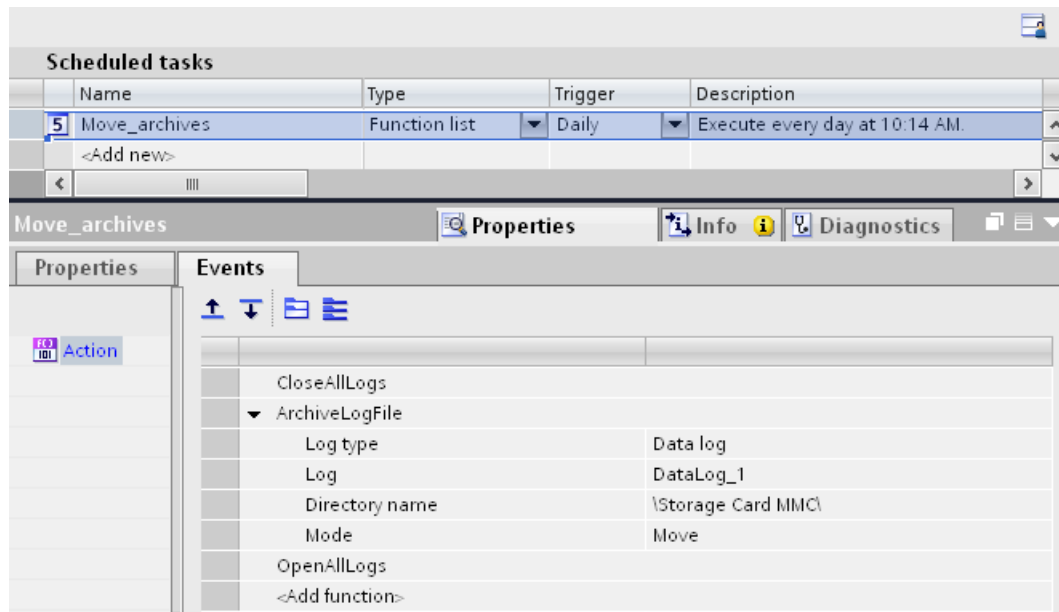 Scheduled tasks
Name Type Trigger Description
5 Move_archives Function list Daily Execute every day at 10:14 AM.
<Add new>
Move_archives Properties Info Diagnostics
Properties Events
Action
CloseAllLogs
ArchiveLogFile
Log type Data log
Log DataLog_1
Directory name \Storage Card MMC\
Mode Move
OpenAllLogs
<Add function>